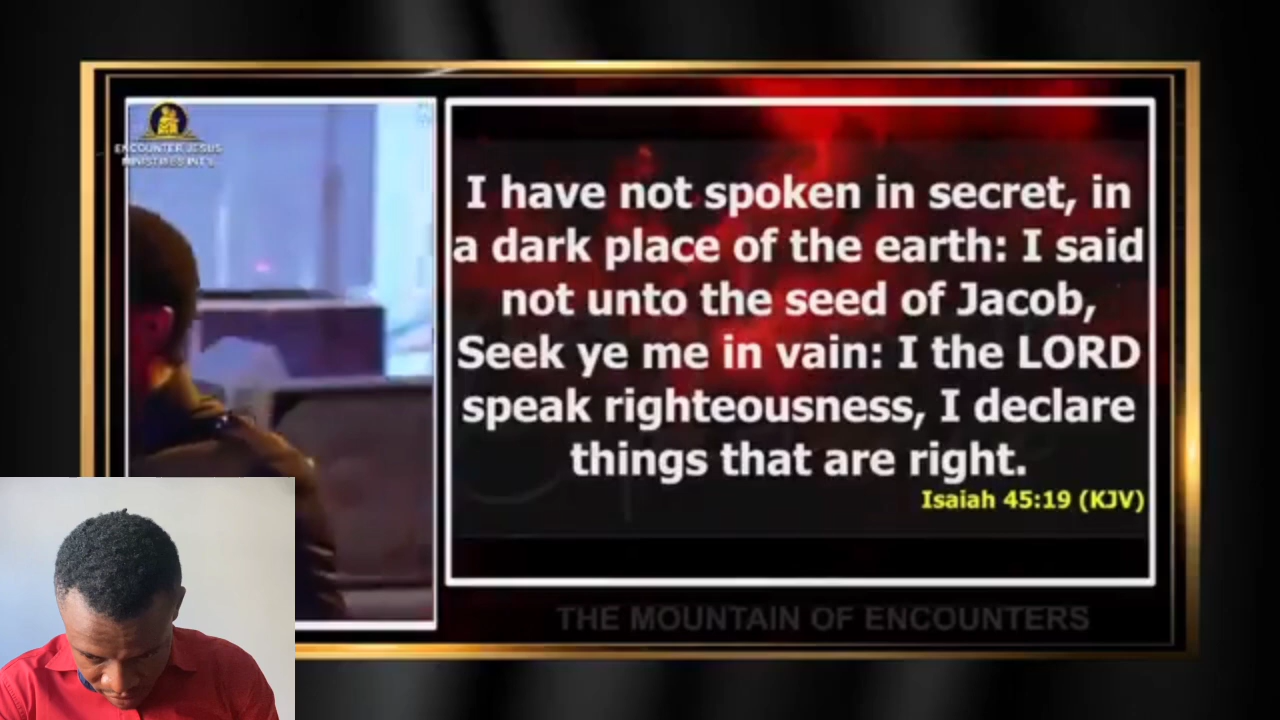 ENCOUNTER JESUS
MINISTRIES INT'L
I have not spoken in secret, in
a dark place of the earth: I said
not unto the seed of Jacob,
Seek ye me in vain: I the LORD
speak righteousness, I declare
things that are right.
Isaiah 45:19 (KJV)
THE MOUNTAIN OF ENCOUNTERS